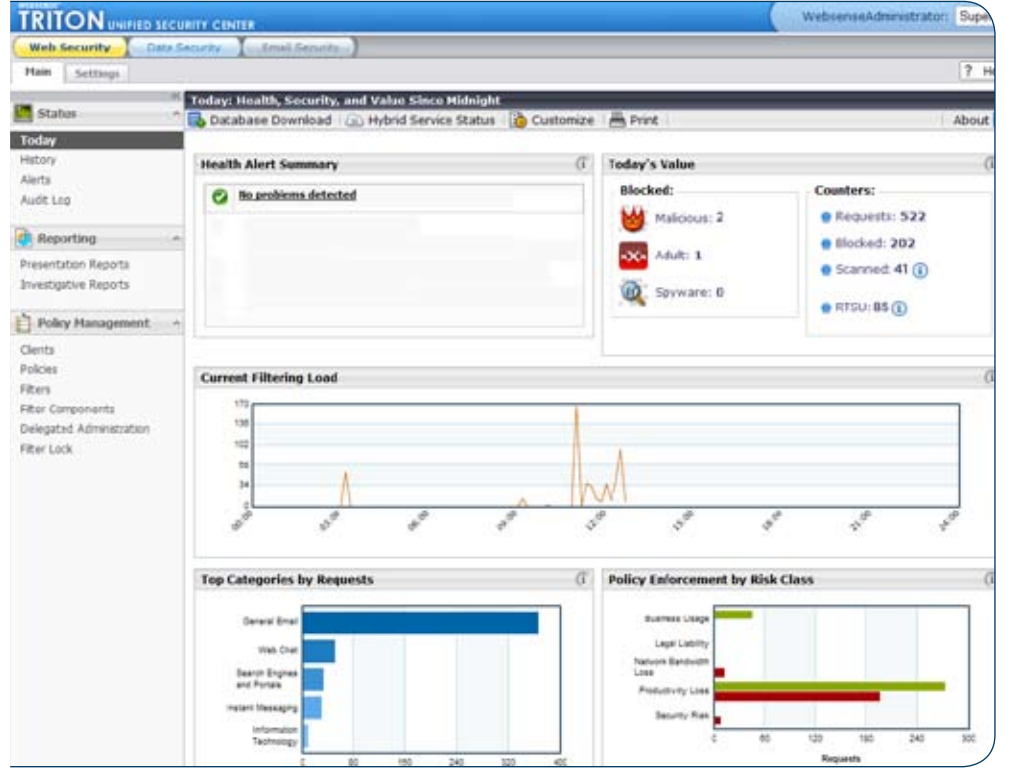 websense
TRITON UNIFIED SECURITY CENTER
WebsenseAdministrator: Supe
Web Security Data Security Email Security
Main Settings
? He
Status
Today
History
Alerts
Audit Log
Reporting
Presentation Reports
Investigative Reports
Policy Management
Clients
Policies
Filters
Filter Components
Delegated Administration
Filter Lock
Today: Health, Security, and Value Since Midnight
Database Download Hybrid Service Status Customize Print About
Health Alert Summary
No problems detected
Today's Value
Blocked:
Malicious: 2
xXx Adult: 1
Spyware: 0
Counters:
Requests: 522
Blocked: 202
Scanned: 41
RTSU: 85
Current Filtering Load
170
136
102
34
0
00:00 03:00 06:00 09:00 12:00 15:00 18:00 21:00 24:00
Top Categories by Requests
General Email
Web Chat
Search Engines
and Portals
Instant Messaging
Information
Technology
0 80 160 240 320 400
Policy Enforcement by Risk Class
Business Usage
Legal Liability
Network Bandwidth
Loss
Productivity Loss
Security Risk
0 60 120 180 240 300
Requests